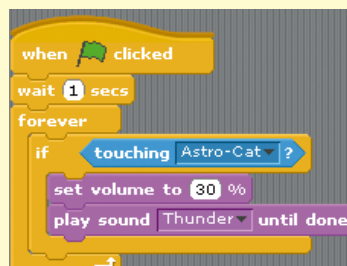 when clicked
wait 1 secs
forever
if touching Astro-Cat ?
set volume to 30 %
play sound Thunder until done